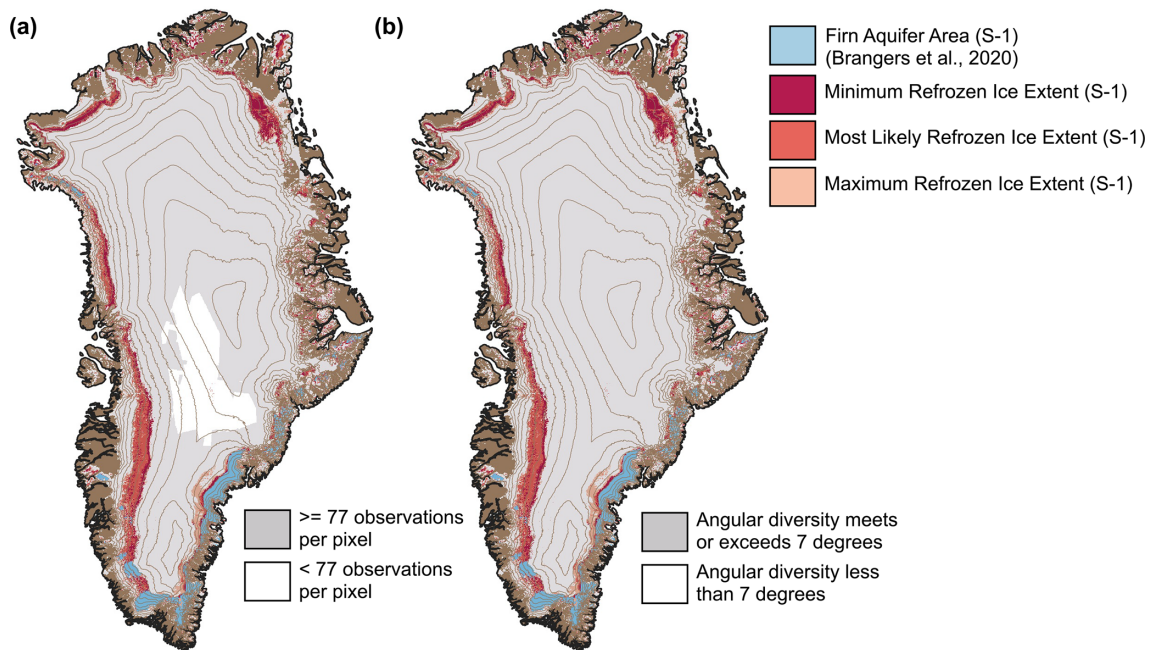 (a)
(b)
Firn Aquifer Area (S-1)
(Brangers et al., 2020)
Minimum Refrozen Ice Extent (S-1)
Most Likely Refrozen Ice Extent (S-1)
Maximum Refrozen Ice Extent (S-1)
>= 77 observations
per pixel
< 77 observations
per pixel
Angular diversity meets
or exceeds 7 degrees
Angular diversity less
than 7 degrees